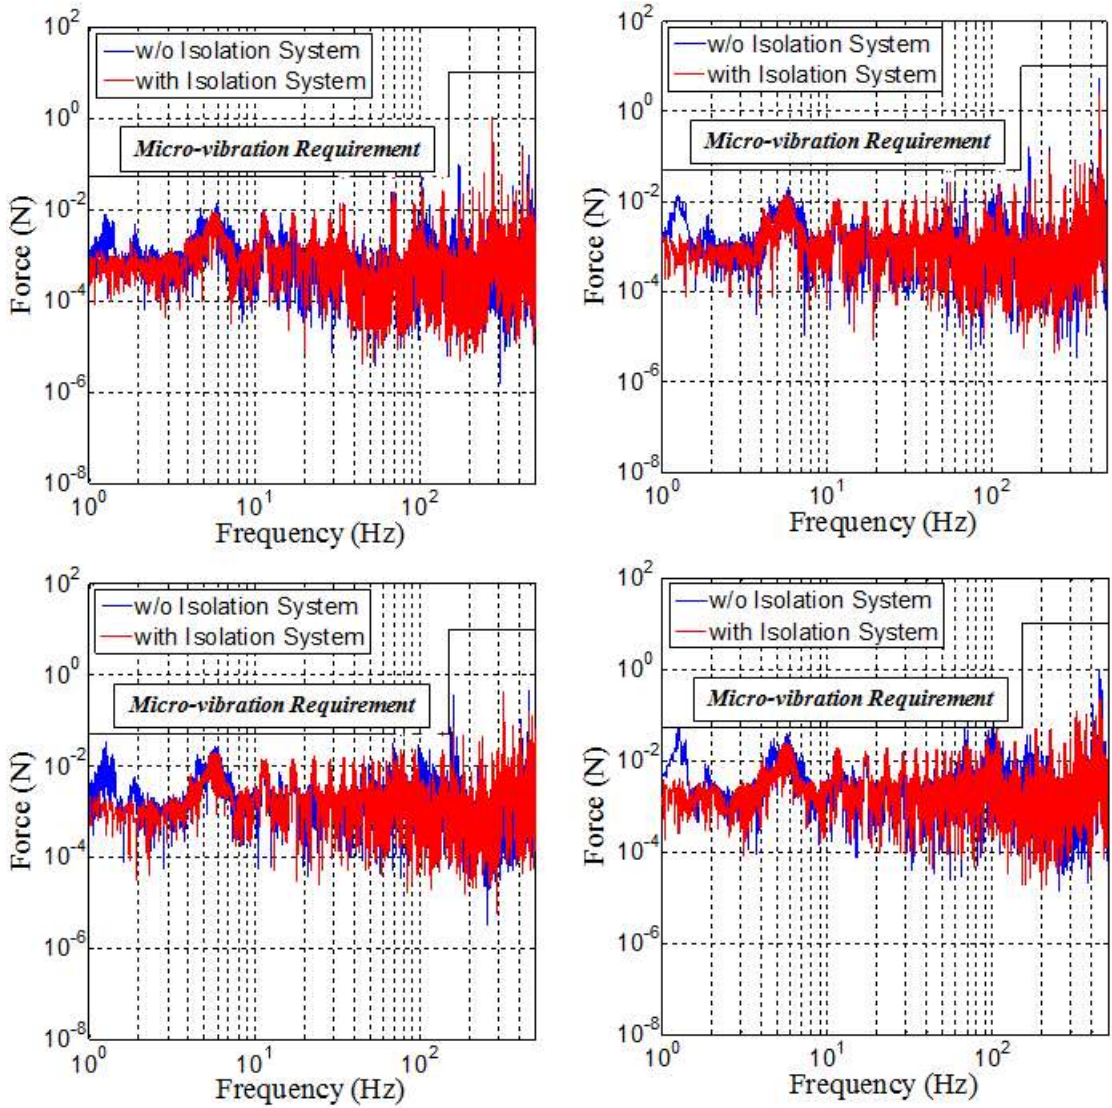 10^2
w/o Isolation System
with Isolation System
10^0
Micro-vibration Requirement
10^-2
10^-4
10^-6
10^-8
Force (N)
10^0 10^1 10^2
Frequency (Hz)
10^2
w/o Isolation System
with Isolation System
10^0
Micro-vibration Requirement
10^-2
10^-4
10^-6
10^-8
Force (N)
10^0 10^1 10^2
Frequency (Hz)
10^2
w/o Isolation System
with Isolation System
10^0
Micro-vibration Requirement
10^-2
10^-4
10^-6
10^-8
Force (N)
10^0 10^1 10^2
Frequency (Hz)
10^2
w/o Isolation System
with Isolation System
10^0
Micro-vibration Requirement
10^-2
10^-4
10^-6
10^-8
Force (N)
10^0 10^1 10^2
Frequency (Hz)